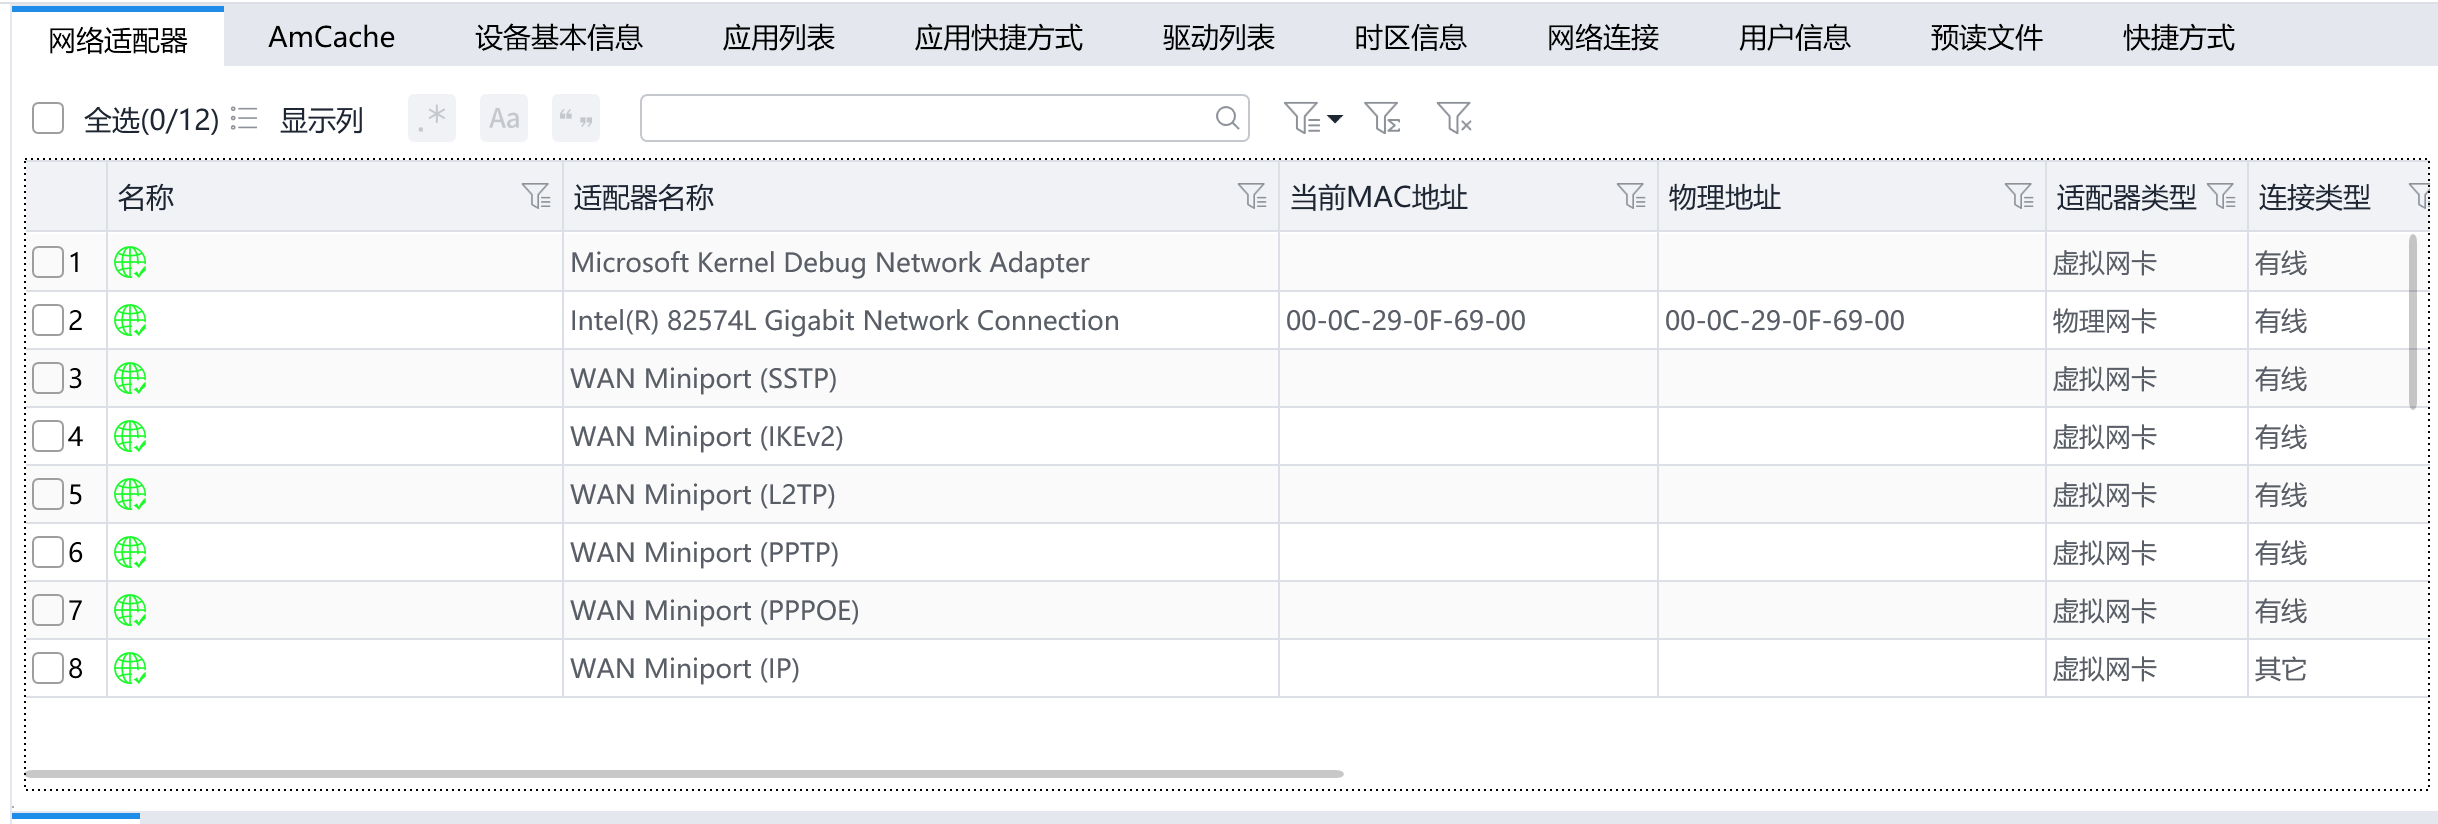 网络适配器 AmCache 设备基本信息 应用列表 应用快捷方式 驱动列表 时区信息 网络连接 用户信息 预读文件 快捷方式
全选(0/12) 显示列 .* Aa “ ”
名称 适配器名称 当前MAC地址 物理地址 适配器类型 连接类型
1 Microsoft Kernel Debug Network Adapter 虚拟网卡 有线
2 Intel(R) 82574L Gigabit Network Connection 00-0C-29-0F-69-00 00-0C-29-0F-69-00 物理网卡 有线
3 WAN Miniport (SSTP) 虚拟网卡 有线
4 WAN Miniport (IKEv2) 虚拟网卡 有线
5 WAN Miniport (L2TP) 虚拟网卡 有线
6 WAN Miniport (PPTP) 虚拟网卡 有线
7 WAN Miniport (PPPOE) 虚拟网卡 有线
8 WAN Miniport (IP) 虚拟网卡 其它